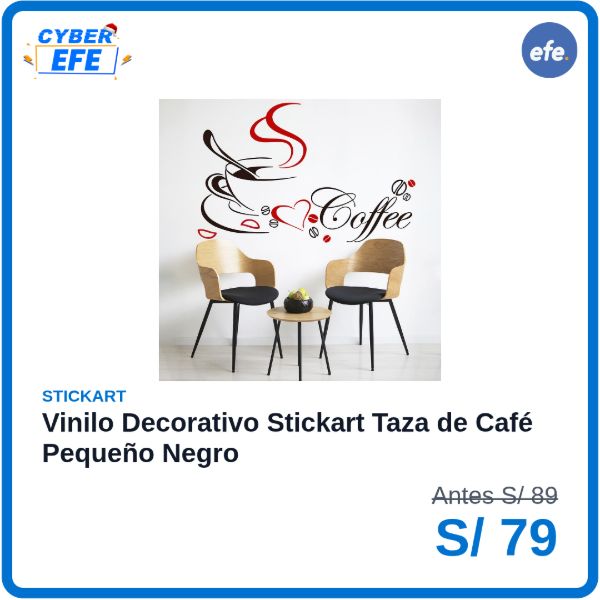 CYBER
EFE
efe.
Coffee
STICKART
Vinilo Decorativo Stickart Taza de Café
Pequeño Negro
Antes S/ 89
S/ 79